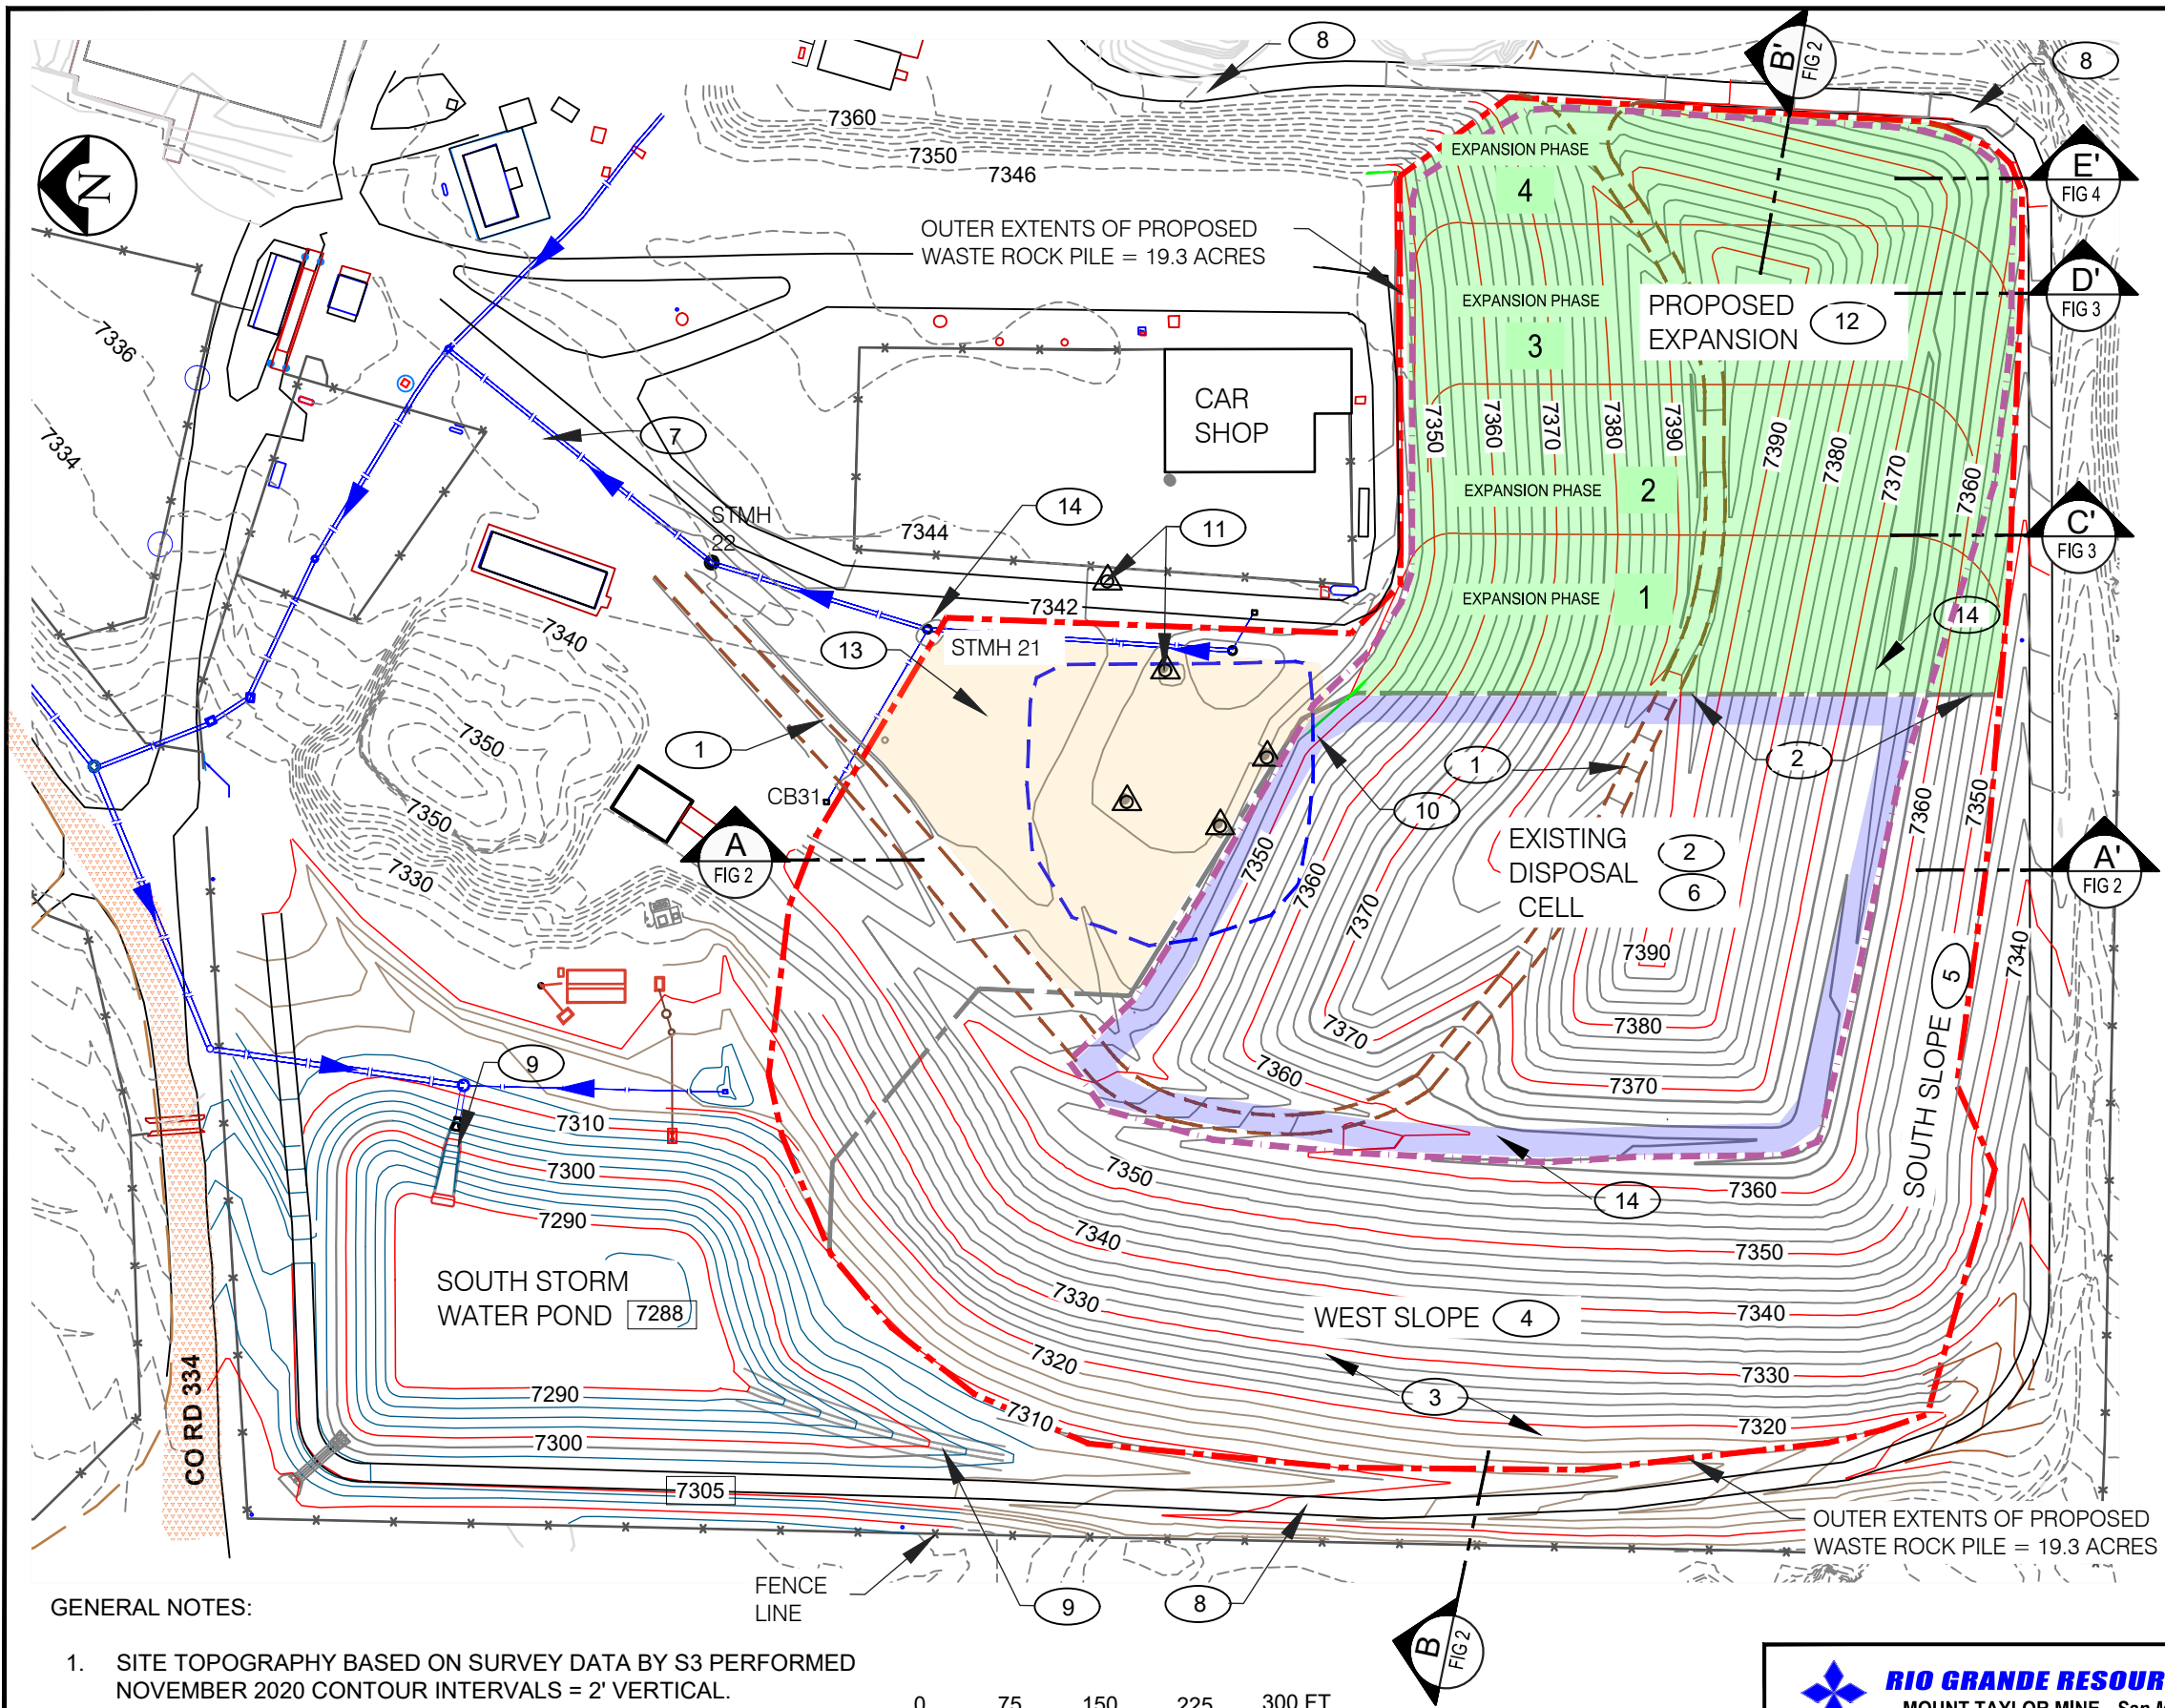 8
B'
FIG 2
8
7360
7350
7346
N
EXPANSION PHASE
4
E'
FIG 4
OUTER EXTENTS OF PROPOSED
WASTE ROCK PILE = 19.3 ACRES
D'
FIG 3
EXPANSION PHASE
3
PROPOSED
EXPANSION
12
7336
CAR
SHOP
7334
7
7350
7360
7370
7380
7390
7390
7380
7370
7360
EXPANSION PHASE
2
14
11
STMH
22
7344
C'
FIG 3
EXPANSION PHASE
1
7342
14
7340
13
STMH 21
1
7350
1
2
10
CB31
7350
7330
A
FIG 2
7350
7360
7370
EXISTING
DISPOSAL
CELL
2
6
7360
7350
A'
FIG 2
7390
7340
5
SOUTH SLOPE
7380
7370
7360
7370
9
7310
7300
7290
7350
7360
14
7340
7350
SOUTH STORM
WATER POND
7288
7330
WEST SLOPE
4
7340
7320
7330
3
7290
7310
7320
CO RD 334
7300
7305
OUTER EXTENTS OF PROPOSED
WASTE ROCK PILE = 19.3 ACRES
FENCE
LINE
9
8
B
FIG 2
GENERAL NOTES:
1. SITE TOPOGRAPHY BASED ON SURVEY DATA BY S3 PERFORMED
NOVEMBER 2020 CONTOUR INTERVALS = 2' VERTICAL.
0 75 150 225 300 FT
RIO GRANDE RESOUR
MOUNT TAYLOR MINE - San M